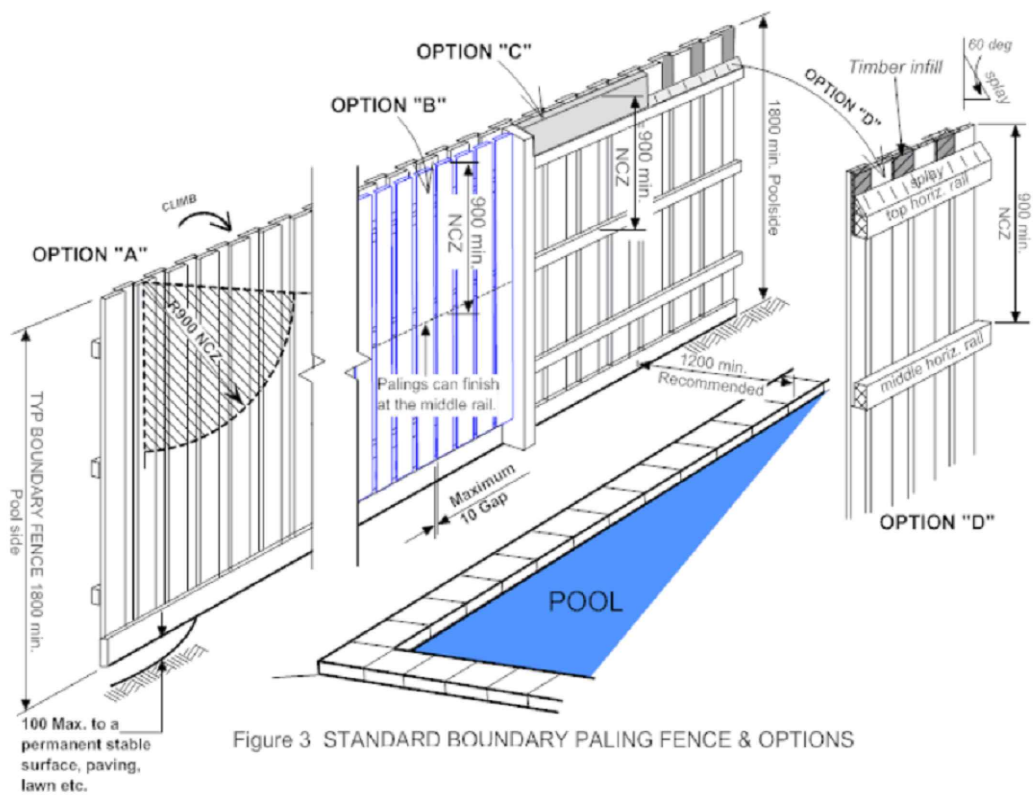 OPTION "C"
60 deg
splay
Timber infill
OPTION "D"
OPTION "B"
900 min.
NCZ
1800 min. Poolside
CLIMB
OPTION "A"
900 min.
NCZ
splay
top horiz. rail
900 min.
NCZ
R900 NCZ
Palings can finish
at the middle rail.
1200 min.
Recommended
middle horiz. rail
TYP BOUNDARY FENCE 1800 min.
Pool side
Maximum
10 Gap
OPTION "D"
POOL
100 Max. to a
permanent stable
surface, paving,
lawn etc.
Figure 3 STANDARD BOUNDARY PALING FENCE & OPTIONS